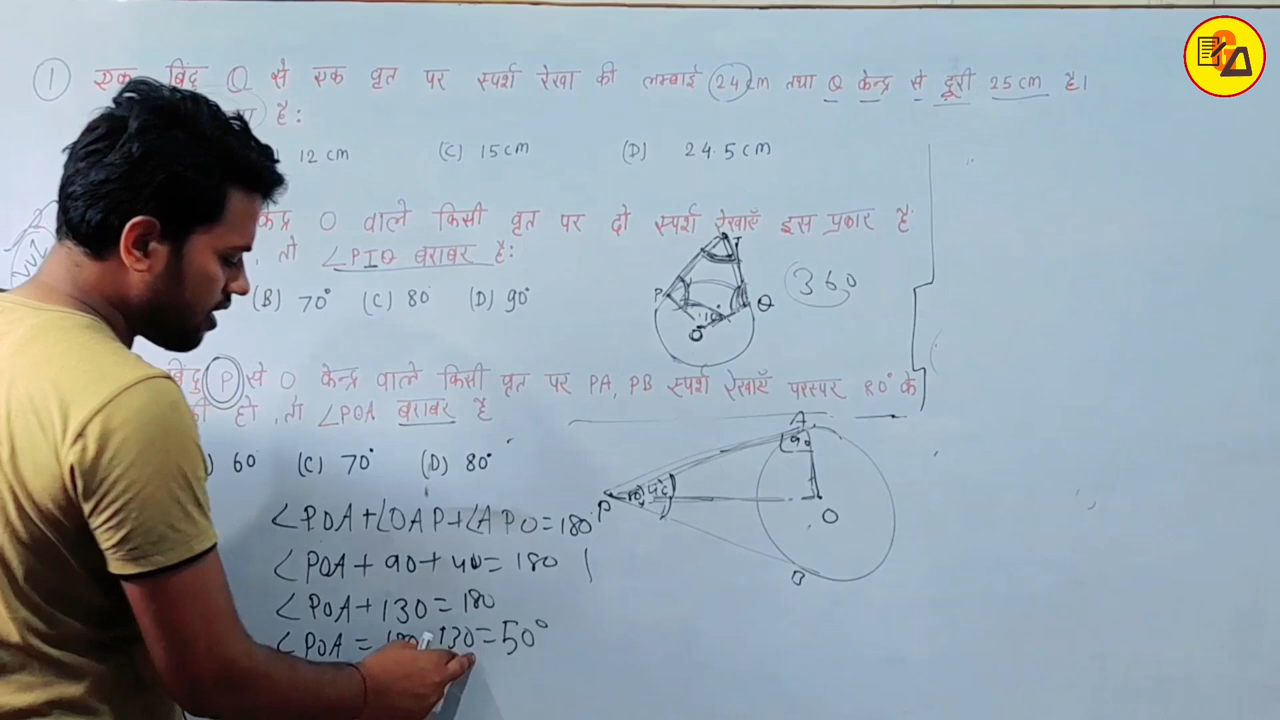 ① एक बिंदु Q से एक वृत पर स्पर्श रेखा की लम्बाई 24 cm तथा Q केन्द्र से दूरी 25 cm है।
है:
12 cm (C) 15 cm (D) 24.5 cm
2
केंद्र O वाले किसी वृत पर दो स्पर्श रेखाएँ इस प्रकार है
, तो ∠PTQ बराबर है:
(B) 70° (C) 80 (D) 90°
T
P
Q
O
360
बिंदु P से O केन्द्र वाले किसी वृत पर PA, PB स्पर्श रेखाएँ परस्पर 80° के
हो, तो ∠POA बराबर है
) 60 (C) 70° (D) 80°
A
90
P
O
B
∠POA + ∠OAP + ∠APO = 180
∠POA + 90 + 40 = 180
∠POA + 130 = 180
∠POA = 180 - 130 = 50°